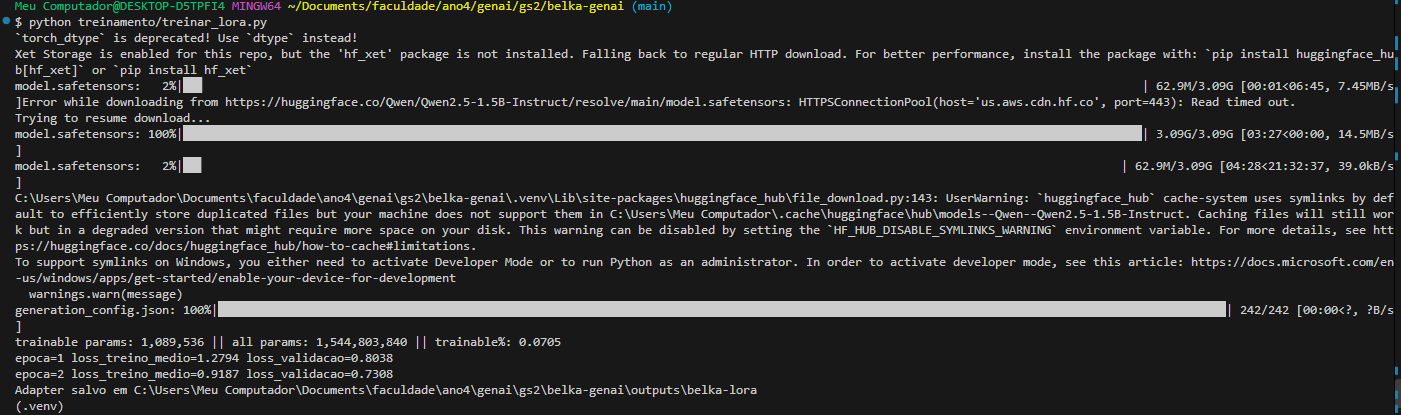 Meu Computador@DESKTOP-D5TPFI4 MINGW64 ~/Documents/faculdade/ano4/genai/gs2/belka-genai (main)
$ python treinamento/treinar_lora.py
`torch_dtype` is deprecated! Use `dtype` instead!
Xet Storage is enabled for this repo, but the 'hf_xet' package is not installed. Falling back to regular HTTP download. For better performance, install the package with: `pip install huggingface_hu
b[hf_xet]` or `pip install hf_xet`
model.safetensors:   2%| | 62.9M/3.09G [00:01<06:45, 7.45MB/s
]Error while downloading from https://huggingface.co/Qwen/Qwen2.5-1.5B-Instruct/resolve/main/model.safetensors: HTTPSConnectionPool(host='us.aws.cdn.hf.co', port=443): Read timed out.
Trying to resume download...
model.safetensors: 100%| | 3.09G/3.09G [03:27<00:00, 14.5MB/s
]
model.safetensors:   2%| | 62.9M/3.09G [04:28<21:32:37, 39.0kB/s
]
C:\Users\Meu Computador\Documents\faculdade\ano4\genai\gs2\belka-genai\.venv\Lib\site-packages\huggingface_hub\file_download.py:143: UserWarning: `huggingface_hub` cache-system uses symlinks by def
ault to efficiently store duplicated files but your machine does not support them in C:\Users\Meu Computador\.cache\huggingface\hub\models--Qwen--Qwen2.5-1.5B-Instruct. Caching files will still wor
k but in a degraded version that might require more space on your disk. This warning can be disabled by setting the `HF_HUB_DISABLE_SYMLINKS_WARNING` environment variable. For more details, see htt
ps://huggingface.co/docs/huggingface_hub/how-to-cache#limitations.
To support symlinks on Windows, you either need to activate Developer Mode or to run Python as an administrator. In order to activate developer mode, see this article: https://docs.microsoft.com/en
-us/windows/apps/get-started/enable-your-device-for-development
  warnings.warn(message)
generation_config.json: 100%| | 242/242 [00:00<?, ?B/s
]
trainable params: 1,089,536 || all params: 1,544,803,840 || trainable%: 0.0705
epoca=1 loss_treino_medio=1.2794 loss_validacao=0.8038
epoca=2 loss_treino_medio=0.9187 loss_validacao=0.7308
Adapter salvo em C:\Users\Meu Computador\Documents\faculdade\ano4\genai\gs2\belka-genai\outputs\belka-lora
(.venv)